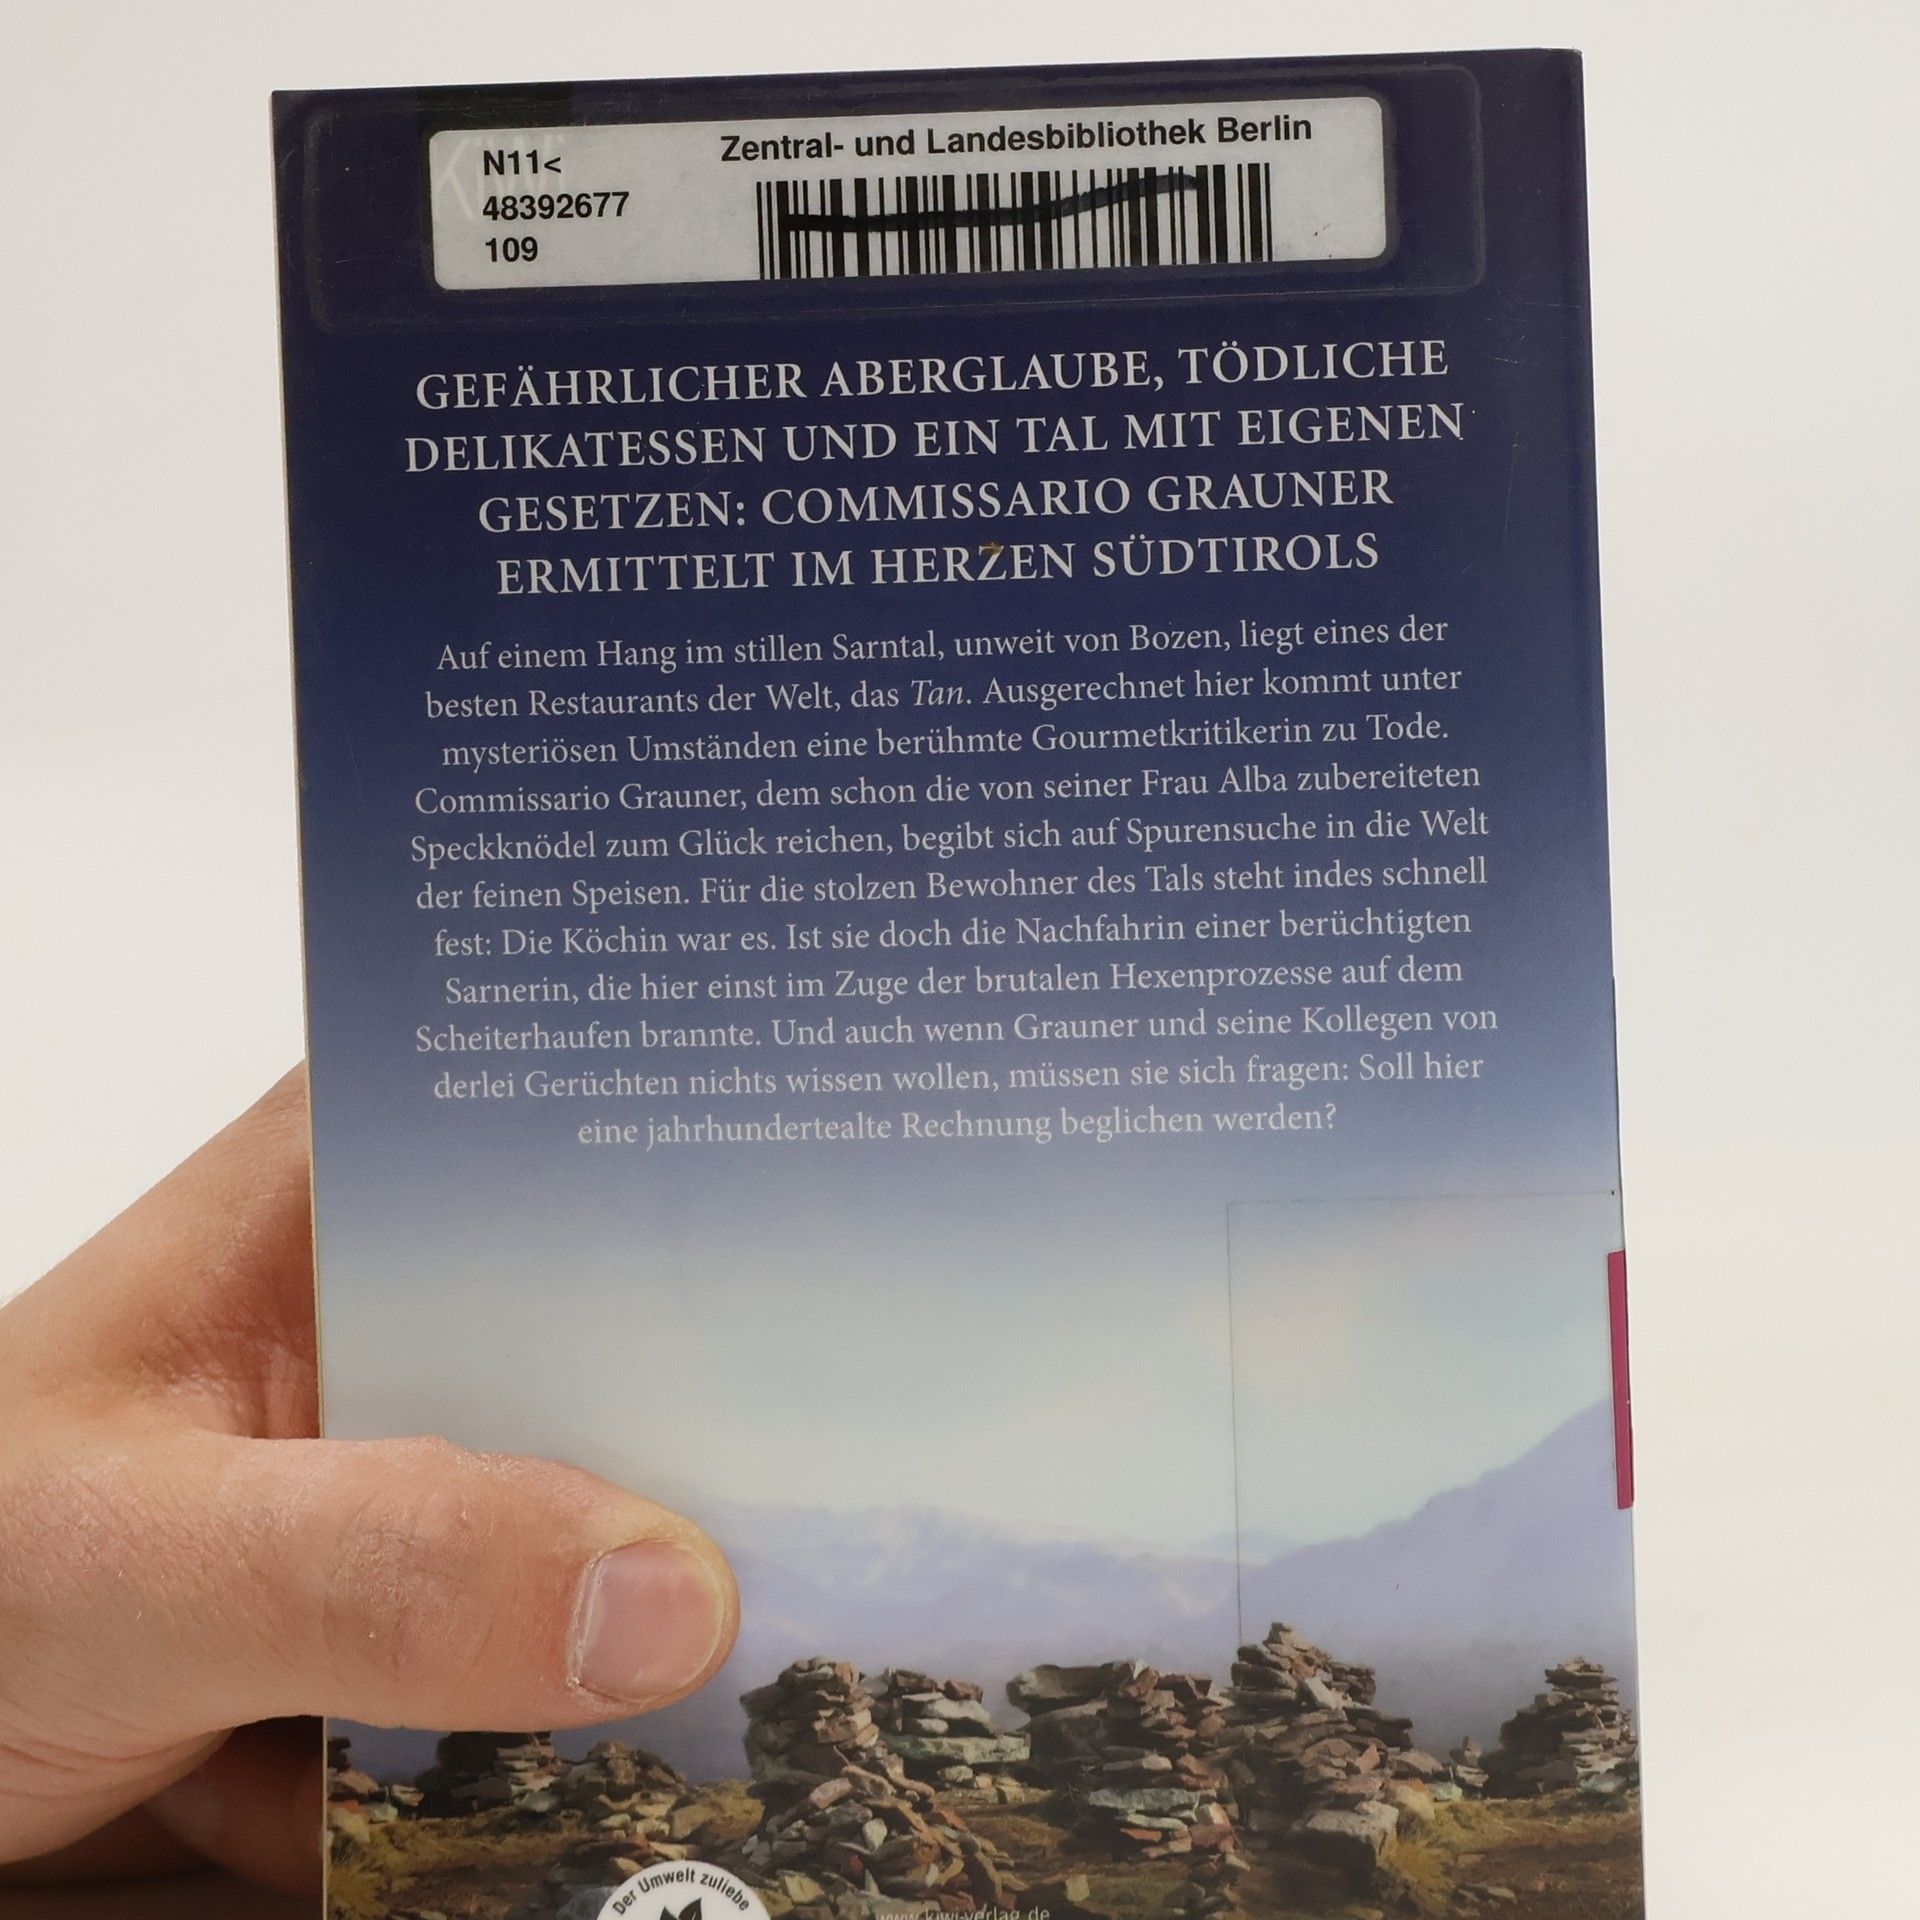 Zentral- und Landesbibliothek Berlin
N11<
48392677
109
GEFÄHRLICHER ABERGLAUBE, TÖDLICHE
DELIKATESSEN UND EIN TAL MIT EIGENEN
GESETZEN: COMMISSARIO GRAUNER
ERMITTELT IM HERZEN SÜDTIROLS
Auf einem Hang im stillen Sarntal, unweit von Bozen, liegt eines der
besten Restaurants der Welt, das Tan. Ausgerechnet hier kommt unter
mysteriösen Umständen eine berühmte Gourmetkritikerin zu Tode.
Commissario Grauner, dem schon die von seiner Frau Alba zubereiteten
Speckknödel zum Glück reichen, begibt sich auf Spurensuche in die Welt
der feinen Speisen. Für die stolzen Bewohner des Tals steht indes schnell
fest: Die Köchin war es. Ist sie doch die Nachfahrin einer berüchtigten
Sarnerin, die hier einst im Zuge der brutalen Hexenprozesse auf dem
Scheiterhaufen brannte. Und auch wenn Grauner und seine Kollegen von
derlei Gerüchten nichts wissen wollen, müssen sie sich fragen: Soll hier
eine jahrhundertealte Rechnung beglichen werden?
Der Umwelt zuliebe
www.kiwi-verlag.de